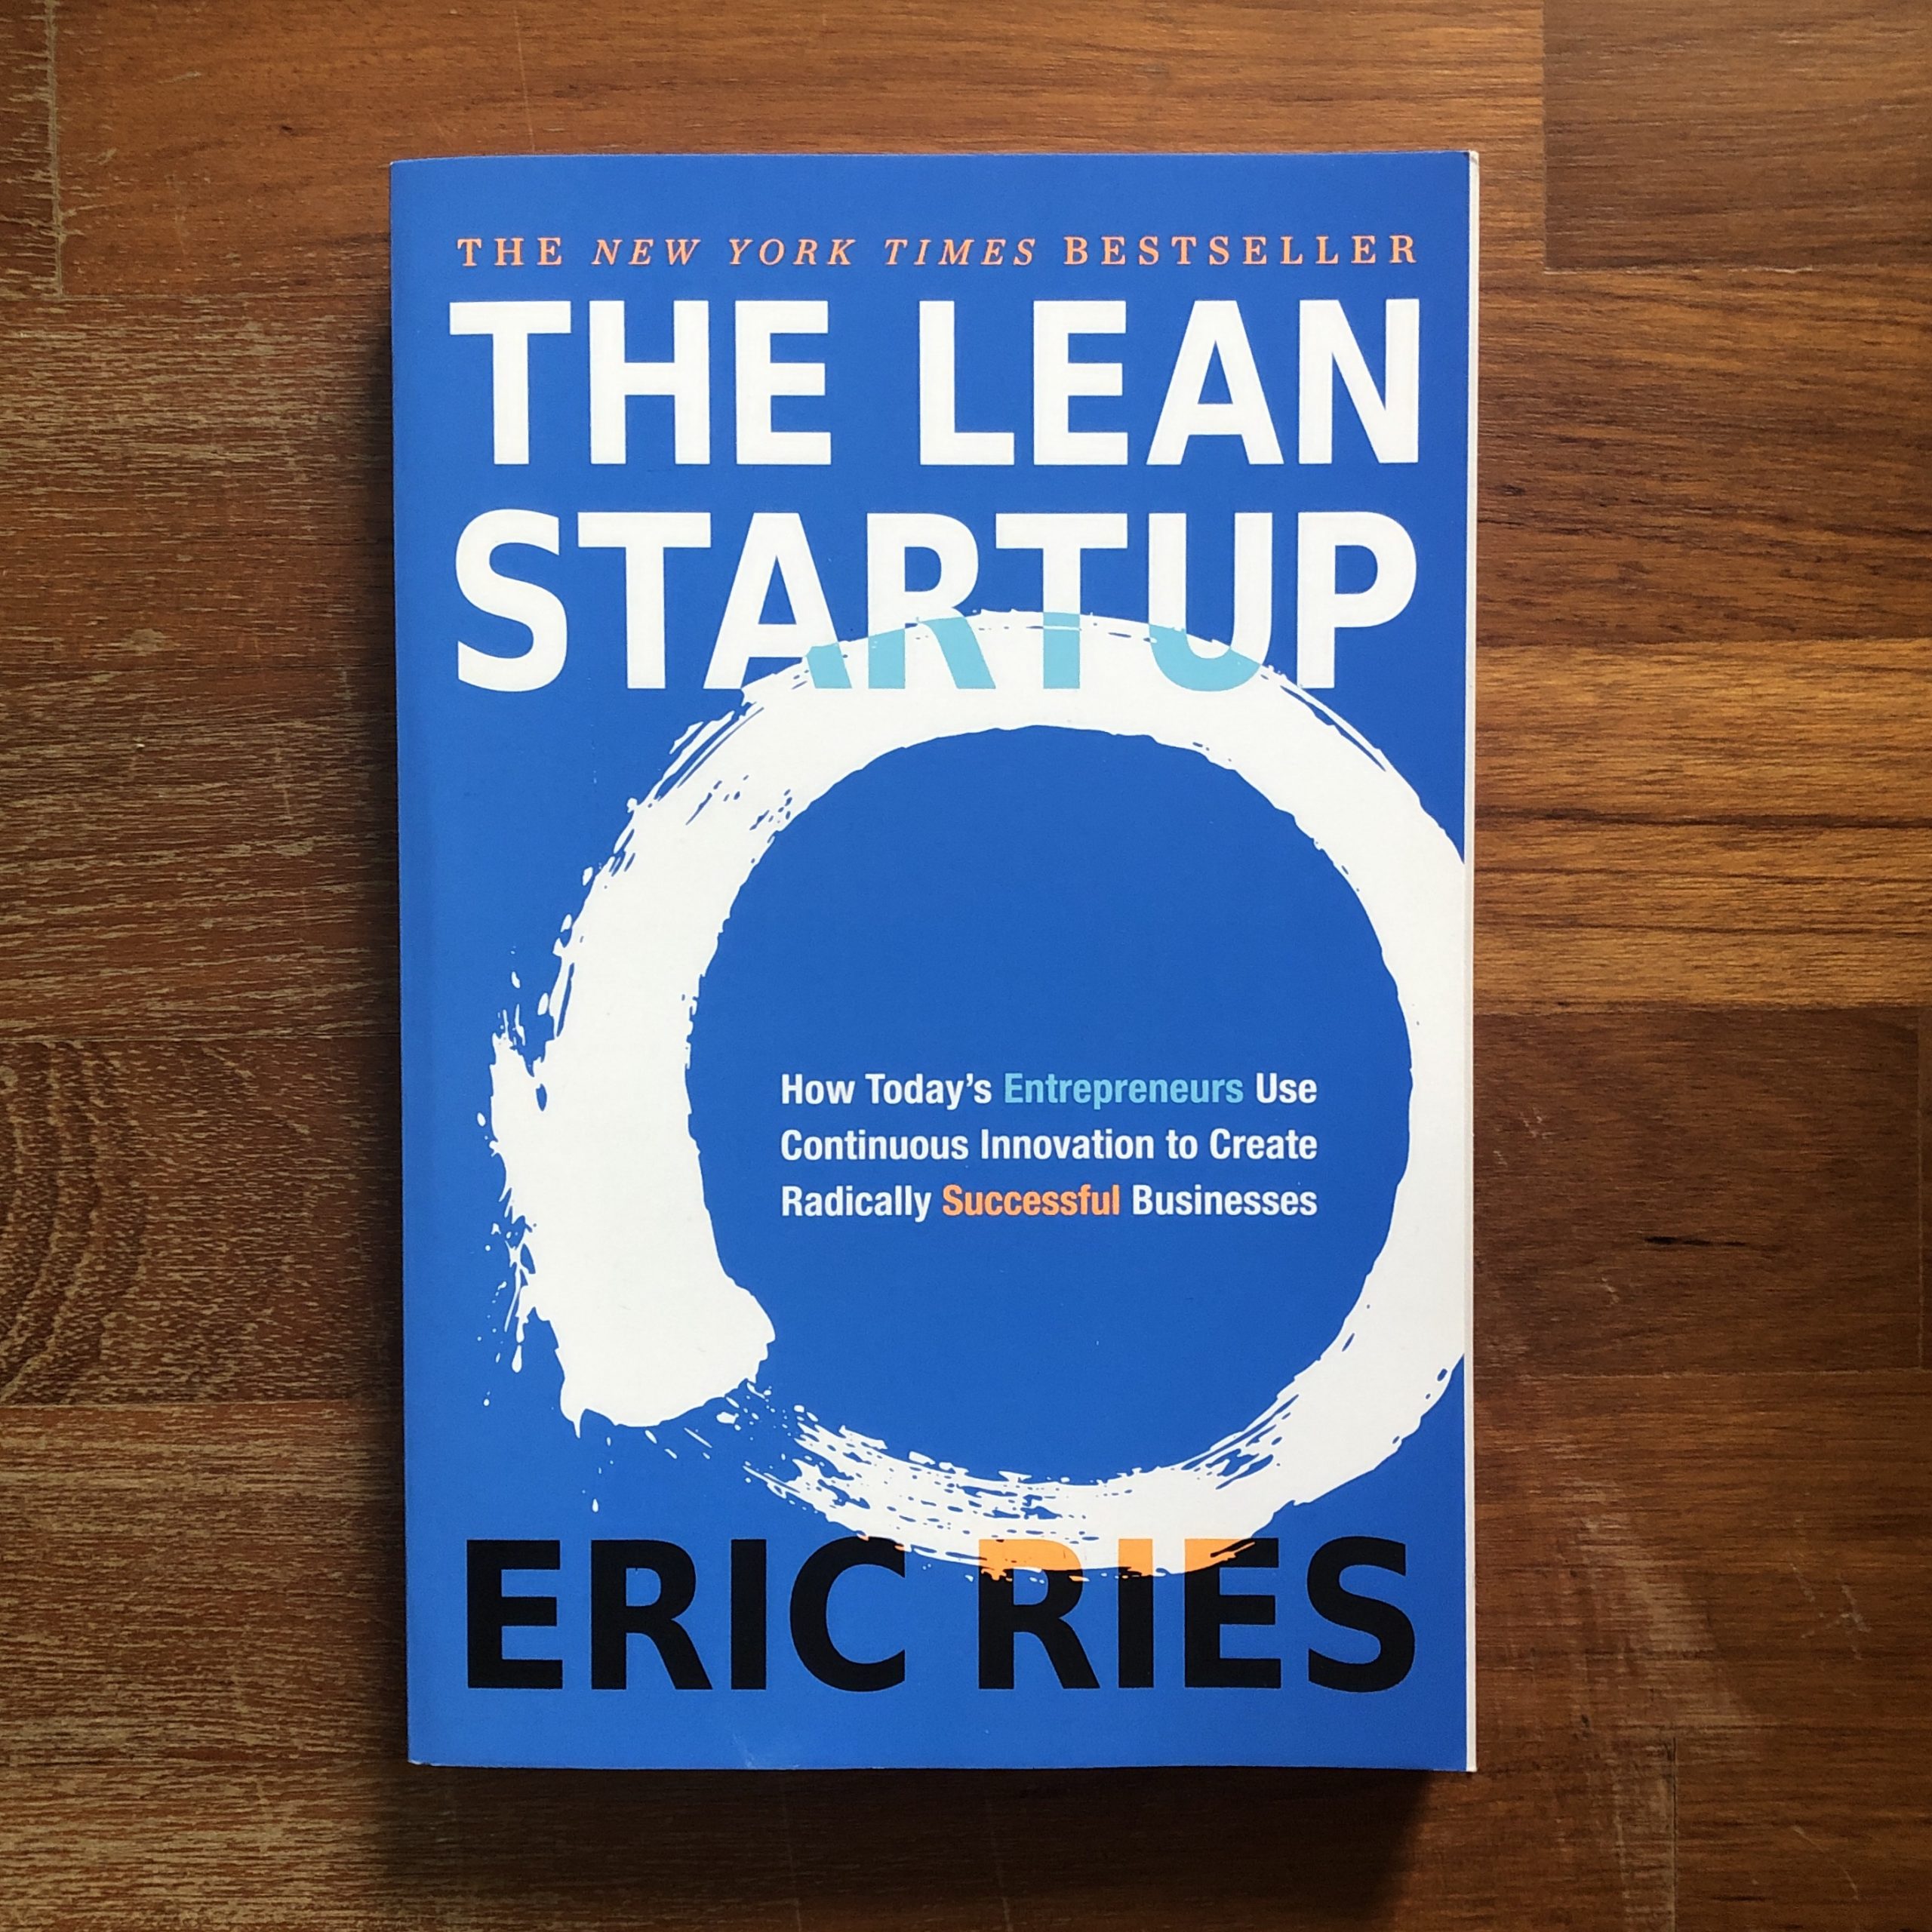 THE NEW YORK TIMES BESTSELLER
THE LEAN
STARTUP
How Today’s Entrepreneurs Use
Continuous Innovation to Create
Radically Successful Businesses
ERIC RIES